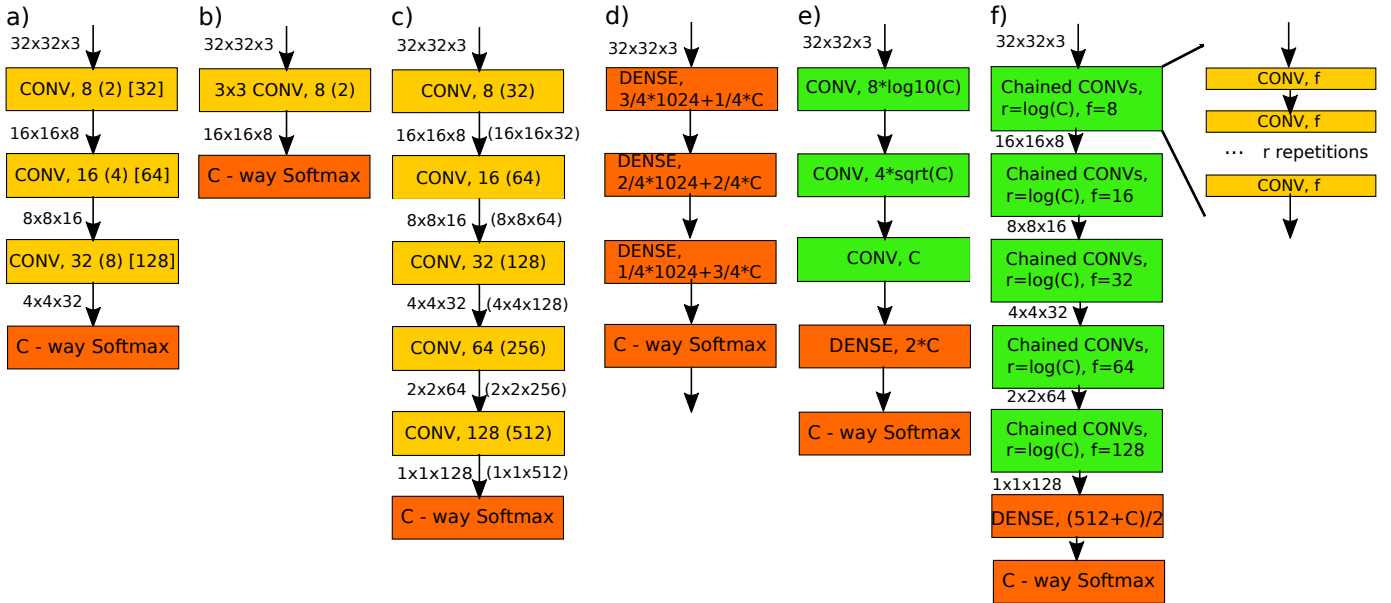 a)
32x32x3
CONV, 8 (2) [32]
16x16x8
CONV, 16 (4) [64]
8x8x16
CONV, 32 (8) [128]
4x4x32
C - way Softmax
b)
32x32x3
3x3 CONV, 8 (2)
16x16x8
C - way Softmax
c)
32x32x3
CONV, 8 (32)
16x16x8 (16x16x32)
CONV, 16 (64)
8x8x16 (8x8x64)
CONV, 32 (128)
4x4x32 (4x4x128)
CONV, 64 (256)
2x2x64 (2x2x256)
CONV, 128 (512)
1x1x128 (1x1x512)
C - way Softmax
d)
32x32x3
DENSE,
3/4*1024+1/4*C
DENSE,
2/4*1024+2/4*C
DENSE,
1/4*1024+3/4*C
C - way Softmax
e)
32x32x3
CONV, 8*log10(C)
CONV, 4*sqrt(C)
CONV, C
DENSE, 2*C
C - way Softmax
f)
32x32x3
Chained CONVs,
r=log(C), f=8
16x16x8
Chained CONVs,
r=log(C), f=16
8x8x16
Chained CONVs,
r=log(C), f=32
4x4x32
Chained CONVs,
r=log(C), f=64
2x2x64
Chained CONVs,
r=log(C), f=128
1x1x128
DENSE, (512+C)/2
C - way Softmax
CONV, f
CONV, f
... r repetitions
CONV, f